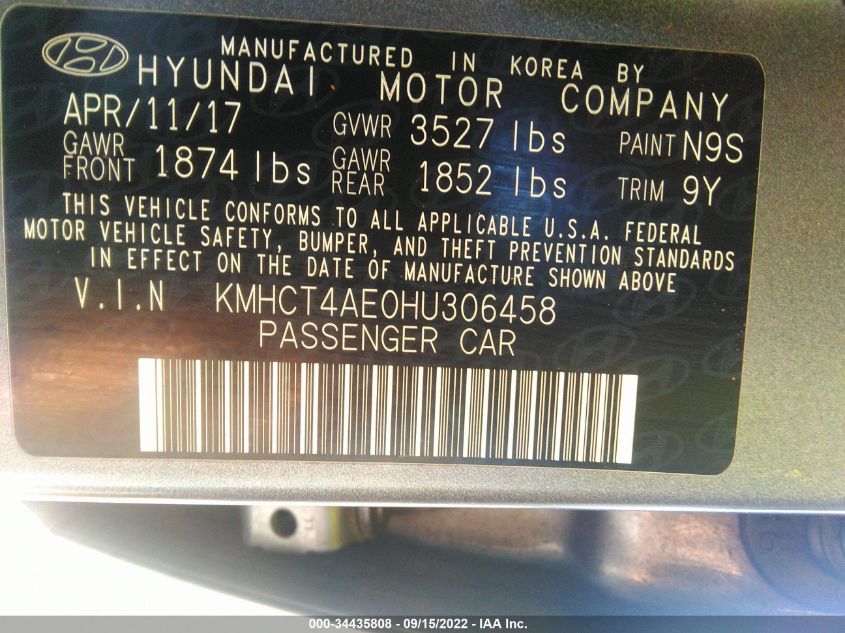 MANUFACTURED IN KOREA BY
HYUNDAI MOTOR COMPANY
APR/11/17 GVWR 3527 lbs PAINT N9S
GAWR FRONT 1874 lbs GAWR REAR 1852 lbs TRIM 9Y
THIS VEHICLE CONFORMS TO ALL APPLICABLE U.S.A. FEDERAL
MOTOR VEHICLE SAFETY, BUMPER, AND THEFT PREVENTION STANDARDS
IN EFFECT ON THE DATE OF MANUFACTURE SHOWN ABOVE
V.I.N KMHCT4AE0HU306458
PASSENGER CAR
000-34435808 - 09/15/2022 - IAA Inc.